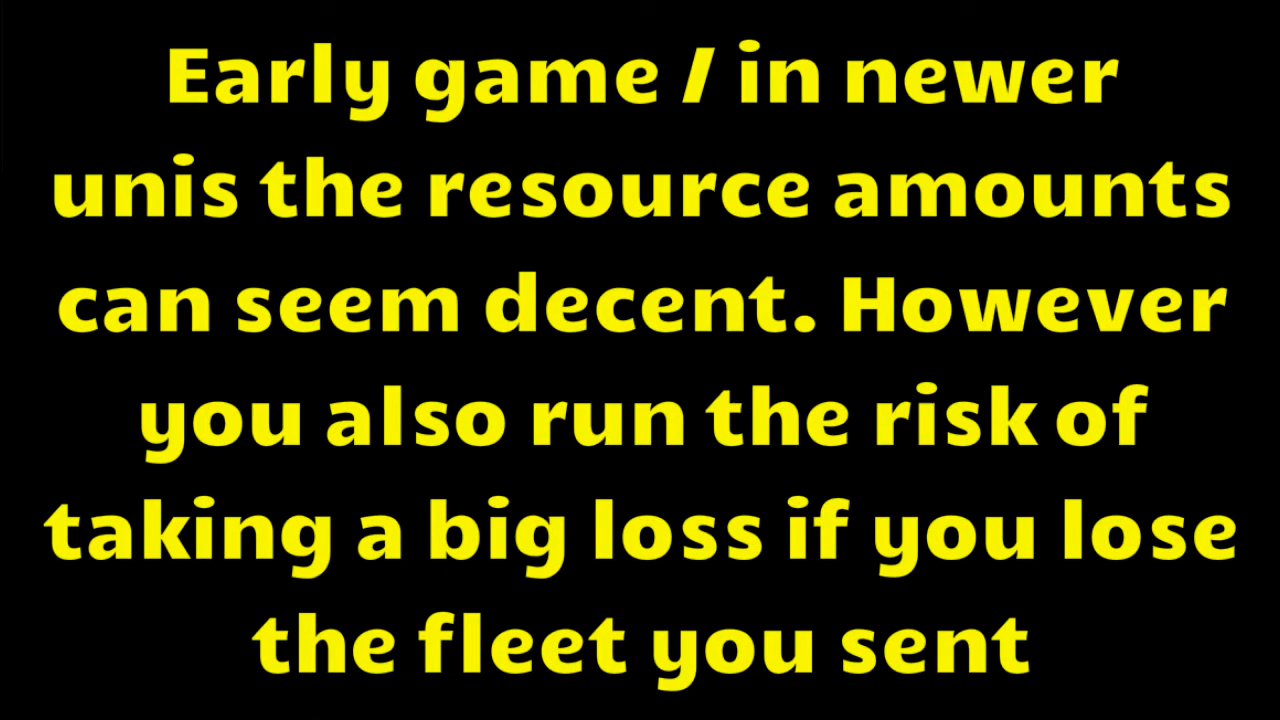 Early game / in newer
unis the resource amounts
can seem decent. However
you also run the risk of
taking a big loss if you lose
the fleet you sent